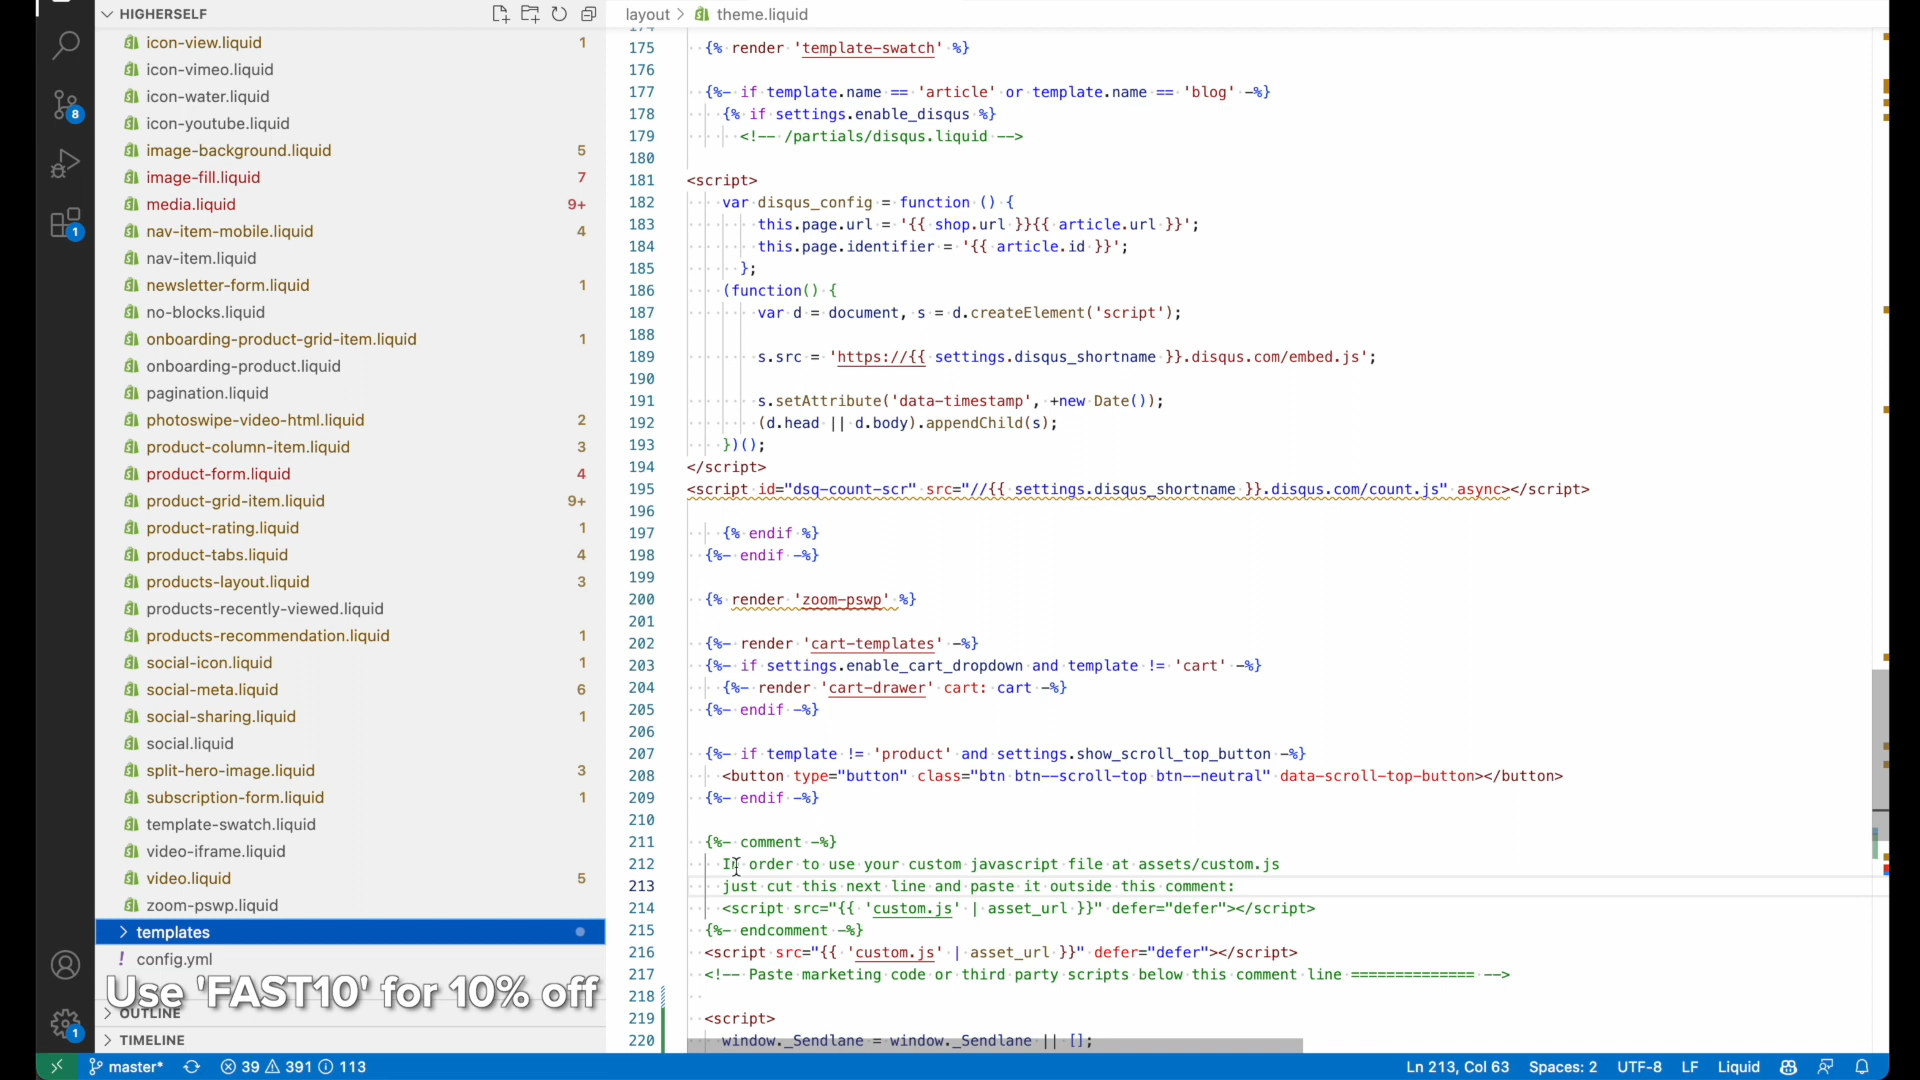 HIGHERSELF
layout > theme.liquid
icon-view.liquid 1
icon-vimeo.liquid
icon-water.liquid
icon-youtube.liquid
image-background.liquid 5
image-fill.liquid 7
media.liquid 9+
nav-item-mobile.liquid 4
nav-item.liquid
newsletter-form.liquid 1
no-blocks.liquid
onboarding-product-grid-item.liquid 1
onboarding-product.liquid
pagination.liquid
photoswipe-video-html.liquid 2
product-column-item.liquid 3
product-form.liquid 4
product-grid-item.liquid 9+
product-rating.liquid 1
product-tabs.liquid 4
products-layout.liquid 3
products-recently-viewed.liquid
products-recommendation.liquid 1
social-icon.liquid 1
social-meta.liquid 6
social-sharing.liquid 1
social.liquid
split-hero-image.liquid 3
subscription-form.liquid 1
template-swatch.liquid
video-iframe.liquid
video.liquid 5
zoom-pswp.liquid
templates
! config.yml
Use 'FAST10' for 10% off
OUTLINE
TIMELINE
8
1
1
175 {% render 'template-swatch' %}
176
177 {%- if template.name == 'article' or template.name == 'blog' -%}
178 {% if settings.enable_disqus %}
179 <!-- /partials/disqus.liquid -->
180
181 <script>
182 var disqus_config = function () {
183 this.page.url = '{{ shop.url }}{{ article.url }}';
184 this.page.identifier = '{{ article.id }}';
185 };
186 (function() {
187 var d = document, s = d.createElement('script');
188
189 s.src = 'https://{{ settings.disqus_shortname }}.disqus.com/embed.js';
190
191 s.setAttribute('data-timestamp', +new Date());
192 (d.head || d.body).appendChild(s);
193 })();
194 </script>
195 <script id="dsq-count-scr" src="//{{ settings.disqus_shortname }}.disqus.com/count.js" async></script>
196
197 {% endif %}
198 {%- endif -%}
199
200 {% render 'zoom-pswp' %}
201
202 {%- render 'cart-templates' -%}
203 {%- if settings.enable_cart_dropdown and template != 'cart' -%}
204 {%- render 'cart-drawer' cart: cart -%}
205 {%- endif -%}
206
207 {%- if template != 'product' and settings.show_scroll_top_button -%}
208 <button type="button" class="btn btn--scroll-top btn--neutral" data-scroll-top-button></button>
209 {%- endif -%}
210
211 {%- comment -%}
212 In order to use your custom javascript file at assets/custom.js
213 just cut this next line and paste it outside this comment:
214 <script src="{{ 'custom.js' | asset_url }}" defer="defer"></script>
215 {%- endcomment -%}
216 <script src="{{ 'custom.js' | asset_url }}" defer="defer"></script>
217 <!-- Paste marketing code or third party scripts below this comment line ============== -->
218
219 <script>
220 window._Sendlane = window._Sendlane || [];
master* 39 391 113
Ln 213, Col 63 Spaces: 2 UTF-8 LF Liquid